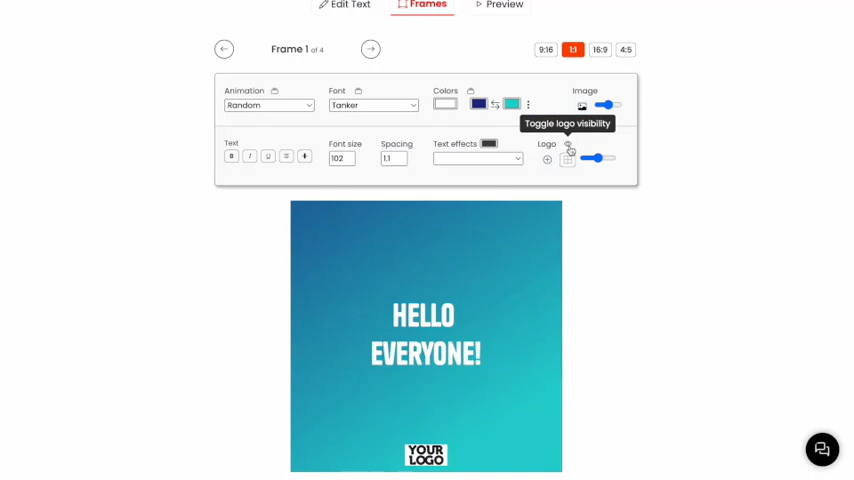 Edit Text Frames Preview
Frame 1 of 4
9:16 1:1 16:9 4:5
Animation Font Colors Image
Random Tanker
Toggle logo visibility
Text Font size Spacing Text effects Logo
B I U 102 1.1
HELLO
EVERYONE!
YOUR
LOGO